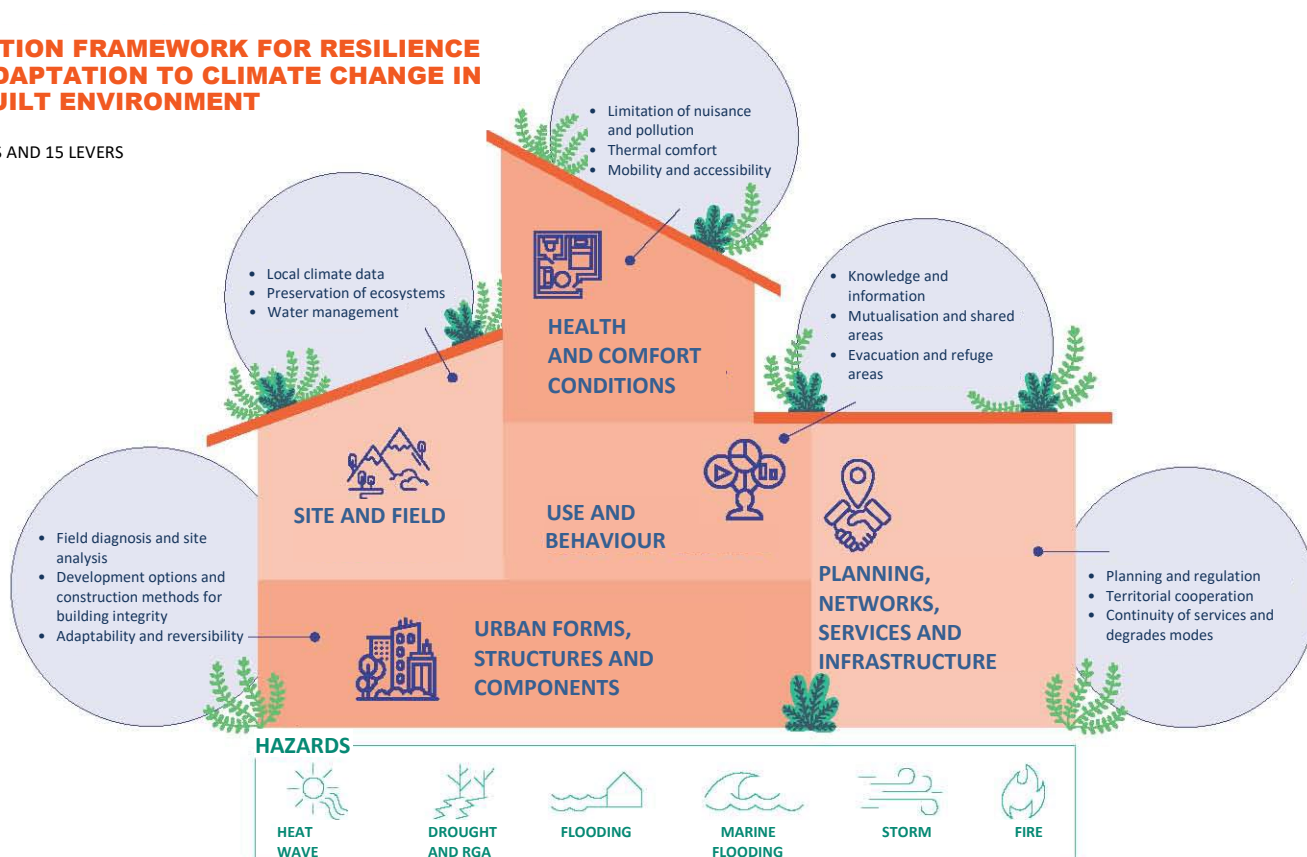 TION FRAMEWORK FOR RESILIENCE
DAPTATION TO CLIMATE CHANGE IN
UILT ENVIRONMENT
S AND 15 LEVERS
• Limitation of nuisance
and pollution
• Thermal comfort
• Mobility and accessibility
• Local climate data
• Preservation of ecosystems
• Water management
• Knowledge and
information
• Mutualisation and shared
areas
• Evacuation and refuge
areas
HEALTH
AND COMFORT
CONDITIONS
SITE AND FIELD
USE AND
BEHAVIOUR
• Field diagnosis and site
analysis
• Development options and
construction methods for
building integrity
• Adaptability and reversibility
PLANNING,
NETWORKS,
SERVICES AND
INFRASTRUCTURE
• Planning and regulation
• Territorial cooperation
• Continuity of services and
degrades modes
URBAN FORMS,
STRUCTURES AND
COMPONENTS
HAZARDS
HEAT
WAVE
DROUGHT
AND RGA
FLOODING
MARINE
FLOODING
STORM
FIRE